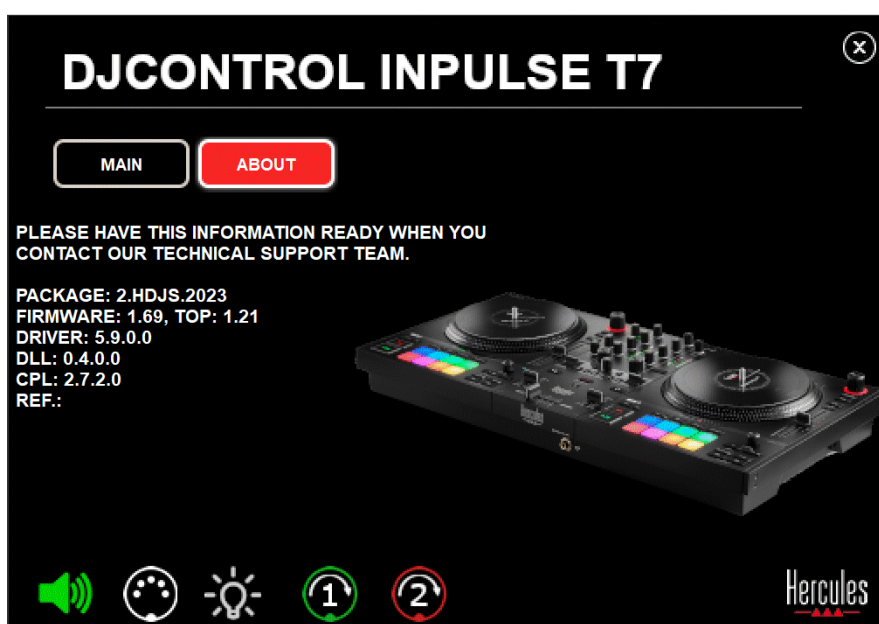 DJCONTROL INPULSE T7
MAIN
ABOUT
PLEASE HAVE THIS INFORMATION READY WHEN YOU
CONTACT OUR TECHNICAL SUPPORT TEAM.
PACKAGE: 2.HDJS.2023
FIRMWARE: 1.69, TOP: 1.21
DRIVER: 5.9.0.0
DLL: 0.4.0.0
CPL: 2.7.2.0
REF.:
1
2
Hercules